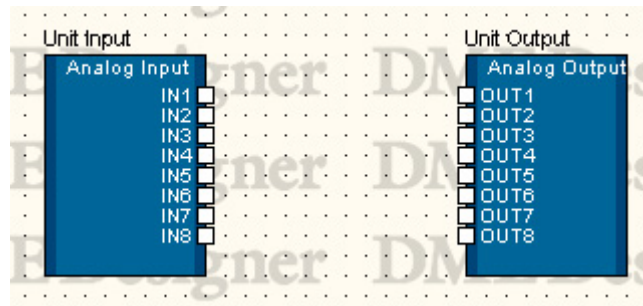 Unit Input
Analog Input
IN1
IN2
IN3
IN4
IN5
IN6
IN7
IN8
Unit Output
Analog Output
OUT1
OUT2
OUT3
OUT4
OUT5
OUT6
OUT7
OUT8